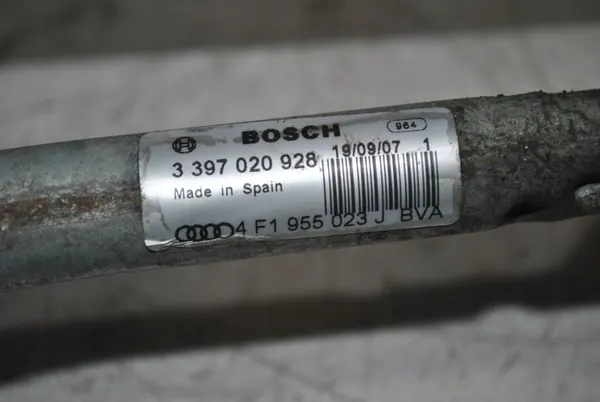 BOSCH 964
3 397 020 928 19/09/07 1
Made in Spain
4 F1 955 023 J BVA